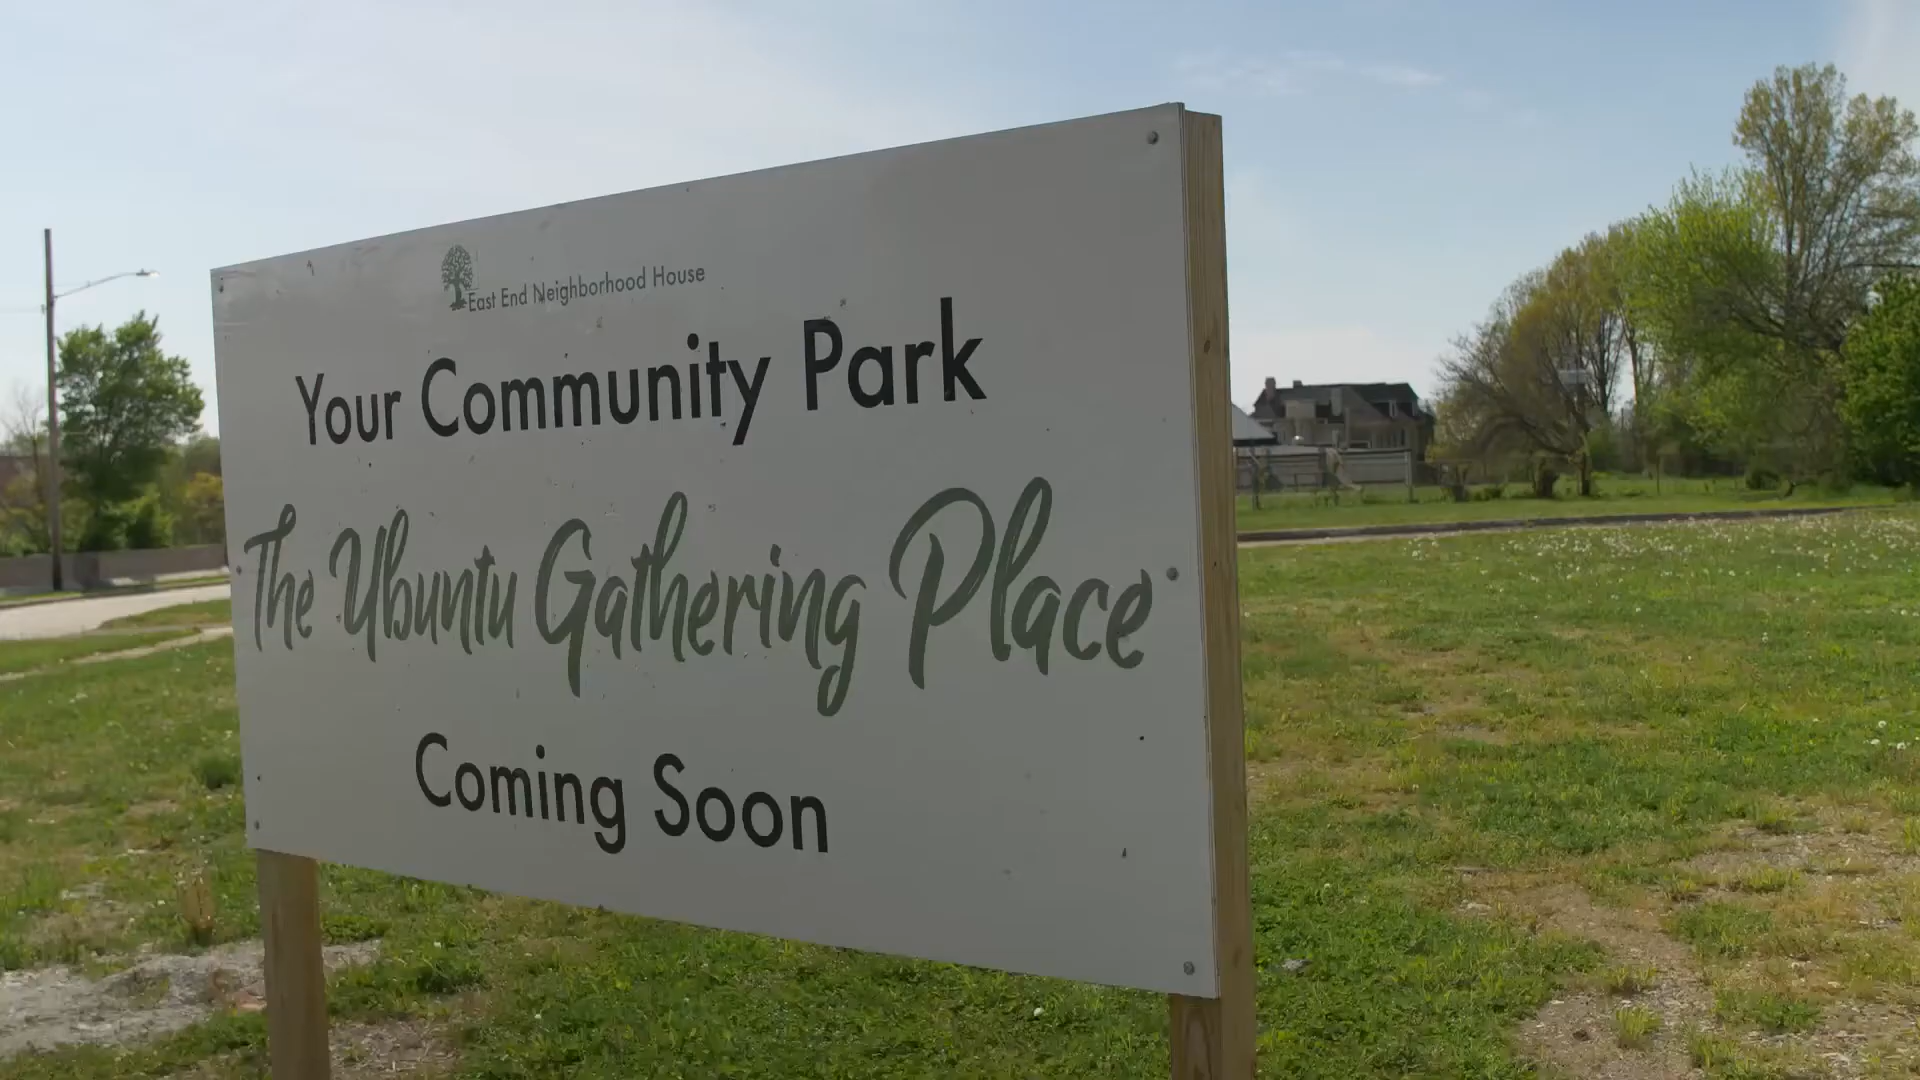 East End Neighborhood House
Your Community Park
The Ubuntu Gathering Place
Coming Soon